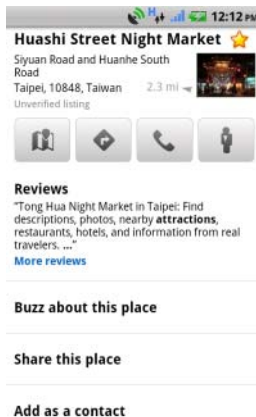 H
12:12 PM
Huashi Street Night Market
Siyuan Road and Huanhe South
Road
Taipei, 10848, Taiwan
2.3 mi
Unverified listing
Reviews
"Tong Hua Night Market in Taipei: Find
descriptions, photos, nearby attractions,
restaurants, hotels, and information from real
travelers. ..."
More reviews
Buzz about this place
Share this place
Add as a contact